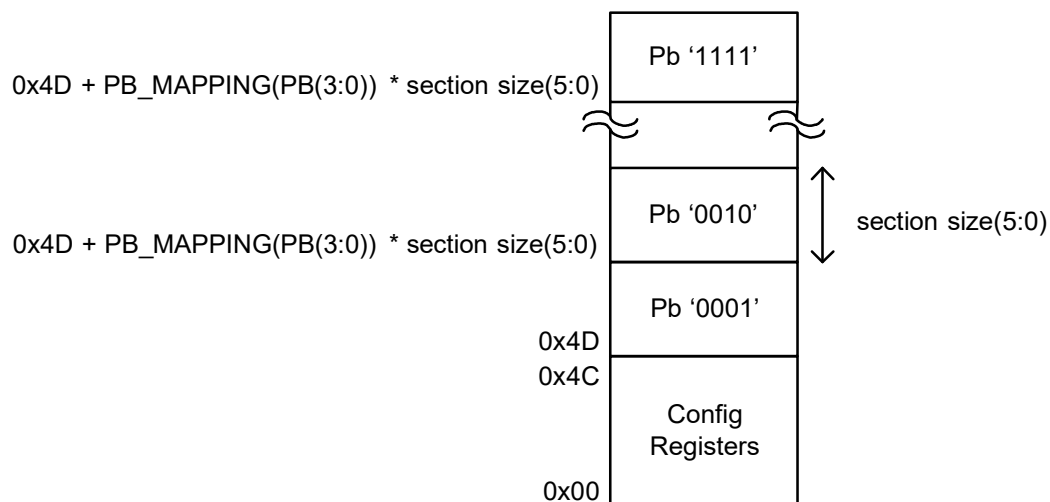 Pb ‘1111’
0x4D + PB_MAPPING(PB(3:0)) * section size(5:0)
Pb ‘0010’
section size(5:0)
0x4D + PB_MAPPING(PB(3:0)) * section size(5:0)
Pb ‘0001’
0x4D
0x4C
Config
Registers
0x00